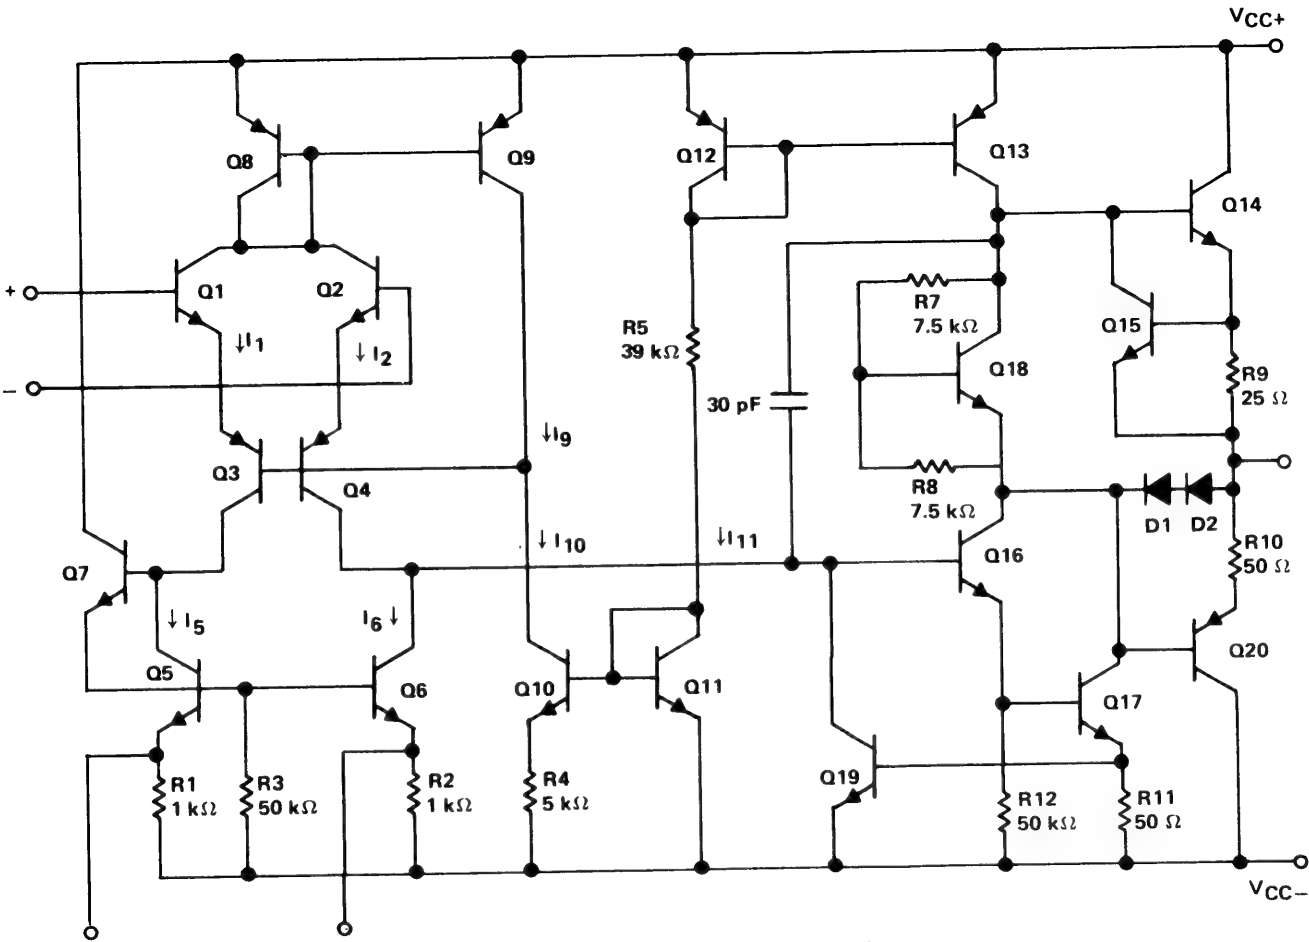 VCC+
Q8
Q9
Q12
Q13
Q14
+
Q1
Q2
↓I1
↓I2
R5
39 kΩ
R7
7.5 kΩ
Q15
Q18
R9
25 Ω
−
30 pF
↓I9
Q3
Q4
R8
7.5 kΩ
D1
D2
↓I10
↓I11
Q16
R10
50 Ω
Q7
↓I5
I6↓
Q5
Q6
Q10
Q11
Q20
Q17
R1
1 kΩ
R3
50 kΩ
R2
1 kΩ
R4
5 kΩ
Q19
R12
50 kΩ
R11
50 Ω
VCC−